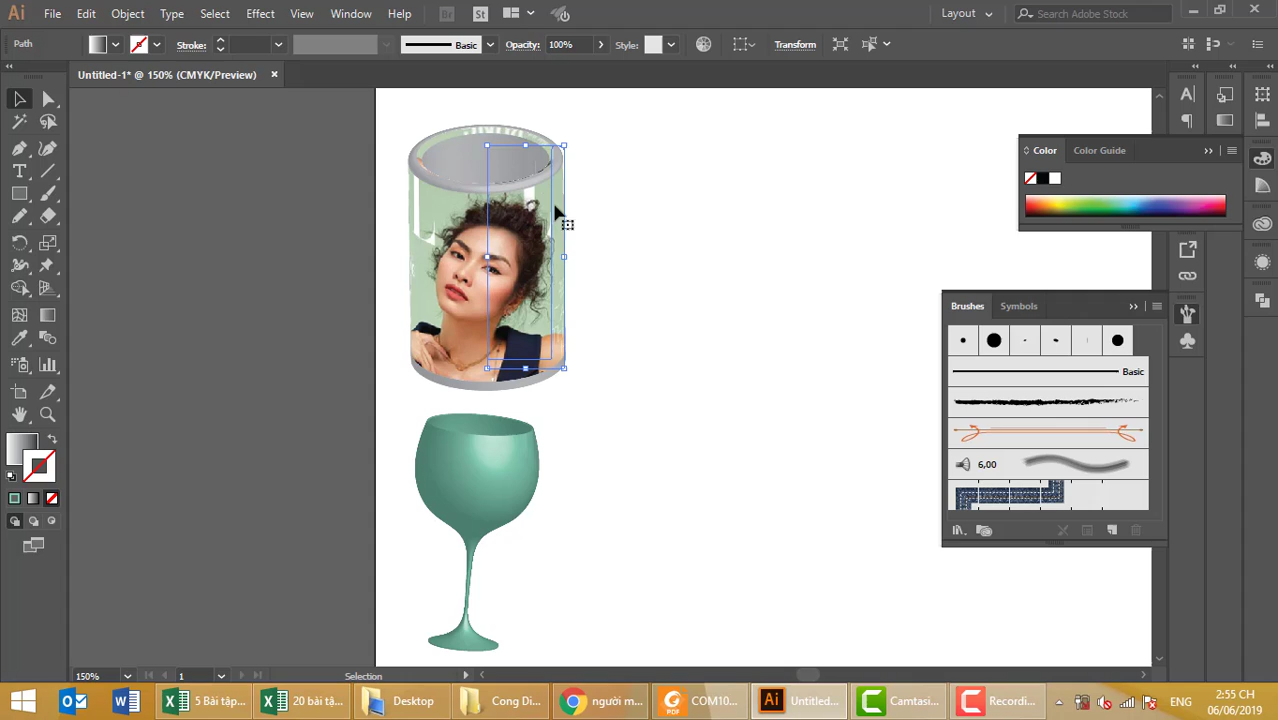 Ai File Edit Object Type Select Effect View Window Help Br St Layout Search Adobe Stock
Path Stroke: Basic Opacity: 100% Style: Transform
Untitled-1* @ 150% (CMYK/Preview)
Color Color Guide
Brushes Symbols
Basic
6,00
150% 1 Selection
5 Bài tập... 20 bài tập... Desktop Cong Di... người m... COM10... Untitled... Camtasi... Recordi... ENG 2:55 CH
06/06/2019